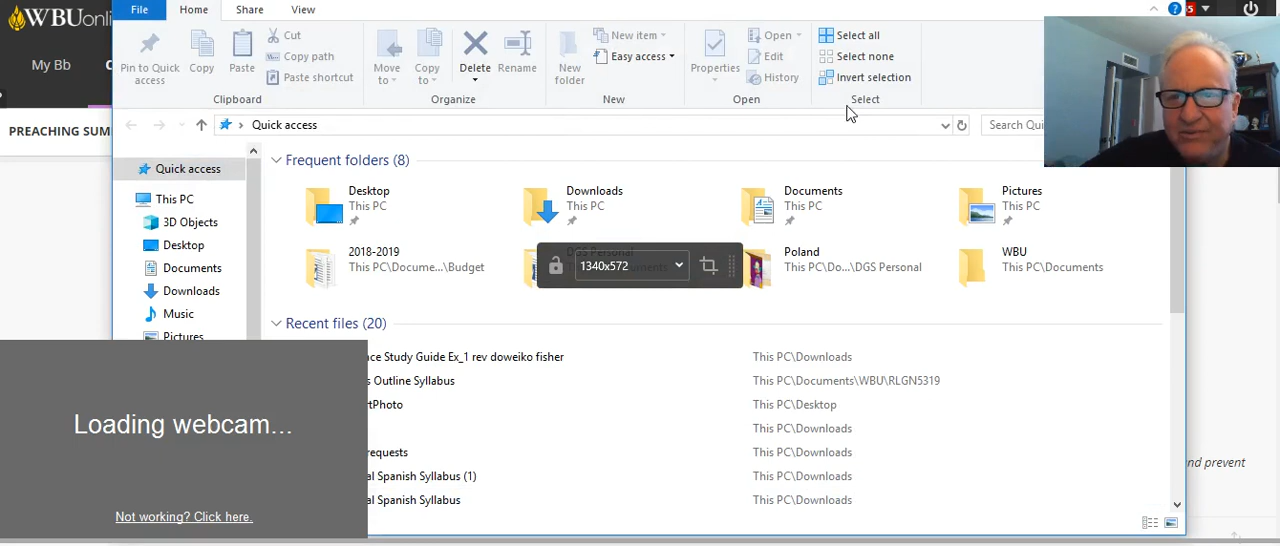 WBUonli
My Bb
PREACHING SUM
File
Home
Share
View
5
Pin to Quick
access
Copy
Paste
Cut
Copy path
Paste shortcut
Clipboard
Move
to
Copy
to
Delete
Rename
Organize
New
folder
New item
Easy access
New
Properties
Open
Edit
History
Open
Select all
Select none
Invert selection
Select
Quick access
Search Qui
Quick access
This PC
3D Objects
Desktop
Documents
Downloads
Music
Pictures
Frequent folders (8)
Desktop
This PC
Downloads
This PC
Documents
This PC
Pictures
This PC
2018-2019
This PC\Docume...\Budget
DGS Personal
Poland
This PC\Do...\DGS Personal
WBU
This PC\Documents
1340x572
Recent files (20)
ce Study Guide Ex_1 rev doweiko fisher
This PC\Downloads
s Outline Syllabus
This PC\Documents\WBU\RLGN5319
rtPhoto
This PC\Desktop
This PC\Downloads
requests
This PC\Downloads
al Spanish Syllabus (1)
This PC\Downloads
al Spanish Syllabus
This PC\Downloads
Loading webcam...
Not working? Click here.
nd prevent